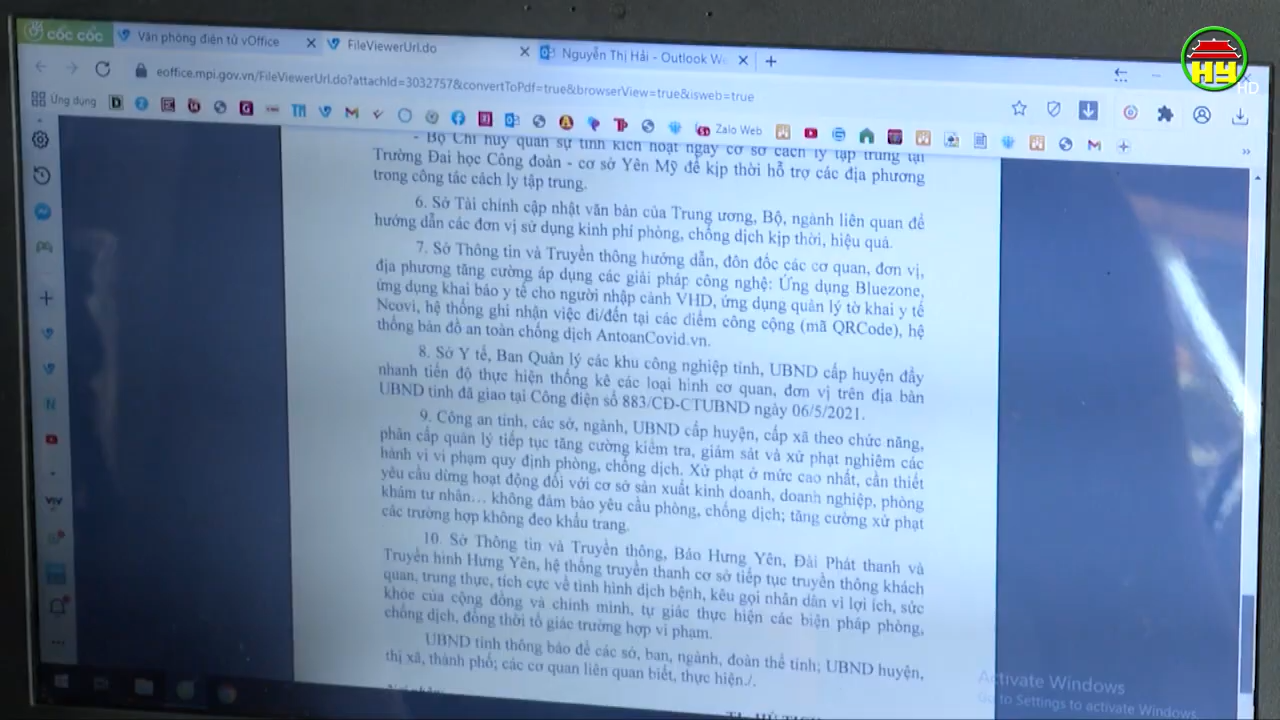 cốc cốc
Văn phòng điện tử vOffice
FileViewerUrl.do
Nguyễn Thị Hải - Outlook We
HY
HD
eoffice.mpi.gov.vn/FileViewerUrl.do?attachId=3032757&convertToPdf=true&browserView=true&isweb=true
Ứng dụng
Zalo Web
- Bộ Chỉ huy quân sự tỉnh kích hoạt ngay cơ sở cách ly tập trung tại
Trường Đại học Công đoàn - cơ sở Yên Mỹ để kịp thời hỗ trợ các địa phương
trong công tác cách ly tập trung.
6. Sở Tài chính cập nhật văn bản của Trung ương, Bộ, ngành liên quan để
hướng dẫn các đơn vị sử dụng kinh phí phòng, chống dịch kịp thời, hiệu quả.
7. Sở Thông tin và Truyền thông hướng dẫn, đôn đốc các cơ quan, đơn vị,
địa phương tăng cường áp dụng các giải pháp công nghệ: Ứng dụng Bluezone,
ứng dụng khai báo y tế cho người nhập cảnh VHD, ứng dụng quản lý tờ khai y tế
Ncovi, hệ thống ghi nhận việc đi/đến tại các điểm công cộng (mã QRCode), hệ
thống bản đồ an toàn chống dịch AntoanCovid.vn.
8. Sở Y tế, Ban Quản lý các khu công nghiệp tỉnh, UBND cấp huyện đẩy
nhanh tiến độ thực hiện thống kê các loại hình cơ quan, đơn vị trên địa bàn
UBND tỉnh đã giao tại Công điện số 883/CĐ-CTUBND ngày 06/5/2021.
9. Công an tỉnh, các sở, ngành, UBND cấp huyện, cấp xã theo chức năng,
phân cấp quản lý tiếp tục tăng cường kiểm tra, giám sát và xử phạt nghiêm các
hành vi vi phạm quy định phòng, chống dịch. Xử phạt ở mức cao nhất, cần thiết
yêu cầu dừng hoạt động đối với cơ sở sản xuất kinh doanh, doanh nghiệp, phòng
khám tư nhân… không đảm bảo yêu cầu phòng, chống dịch; tăng cường xử phạt
các trường hợp không đeo khẩu trang.
10. Sở Thông tin và Truyền thông, Báo Hưng Yên, Đài Phát thanh và
Truyền hình Hưng Yên, hệ thống truyền thanh cơ sở tiếp tục truyền thông khách
quan, trung thực, tích cực về tình hình dịch bệnh, kêu gọi nhân dân vì lợi ích, sức
khỏe của cộng đồng và chính mình, tự giác thực hiện các biện pháp phòng,
chống dịch, đồng thời tố giác trường hợp vi phạm.
UBND tỉnh thông báo để các sở, ban, ngành, đoàn thể tỉnh; UBND huyện,
thị xã, thành phố; các cơ quan liên quan biết, thực hiện./.
Activate Windows
Go to Settings to activate Windows.